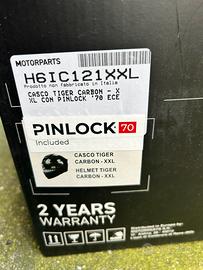 MOTORPARTS
H6IC121XXL
Prodotto non fabbricato in Italia
CASCO TIGER CARBON - X
XL CON PINLOCK '70 ECE
PINLOCK 70
Included
CASCO TIGER
CARBON - XXL
HELMET TIGER
CARBON - XXL
2 YEARS
WARRANTY